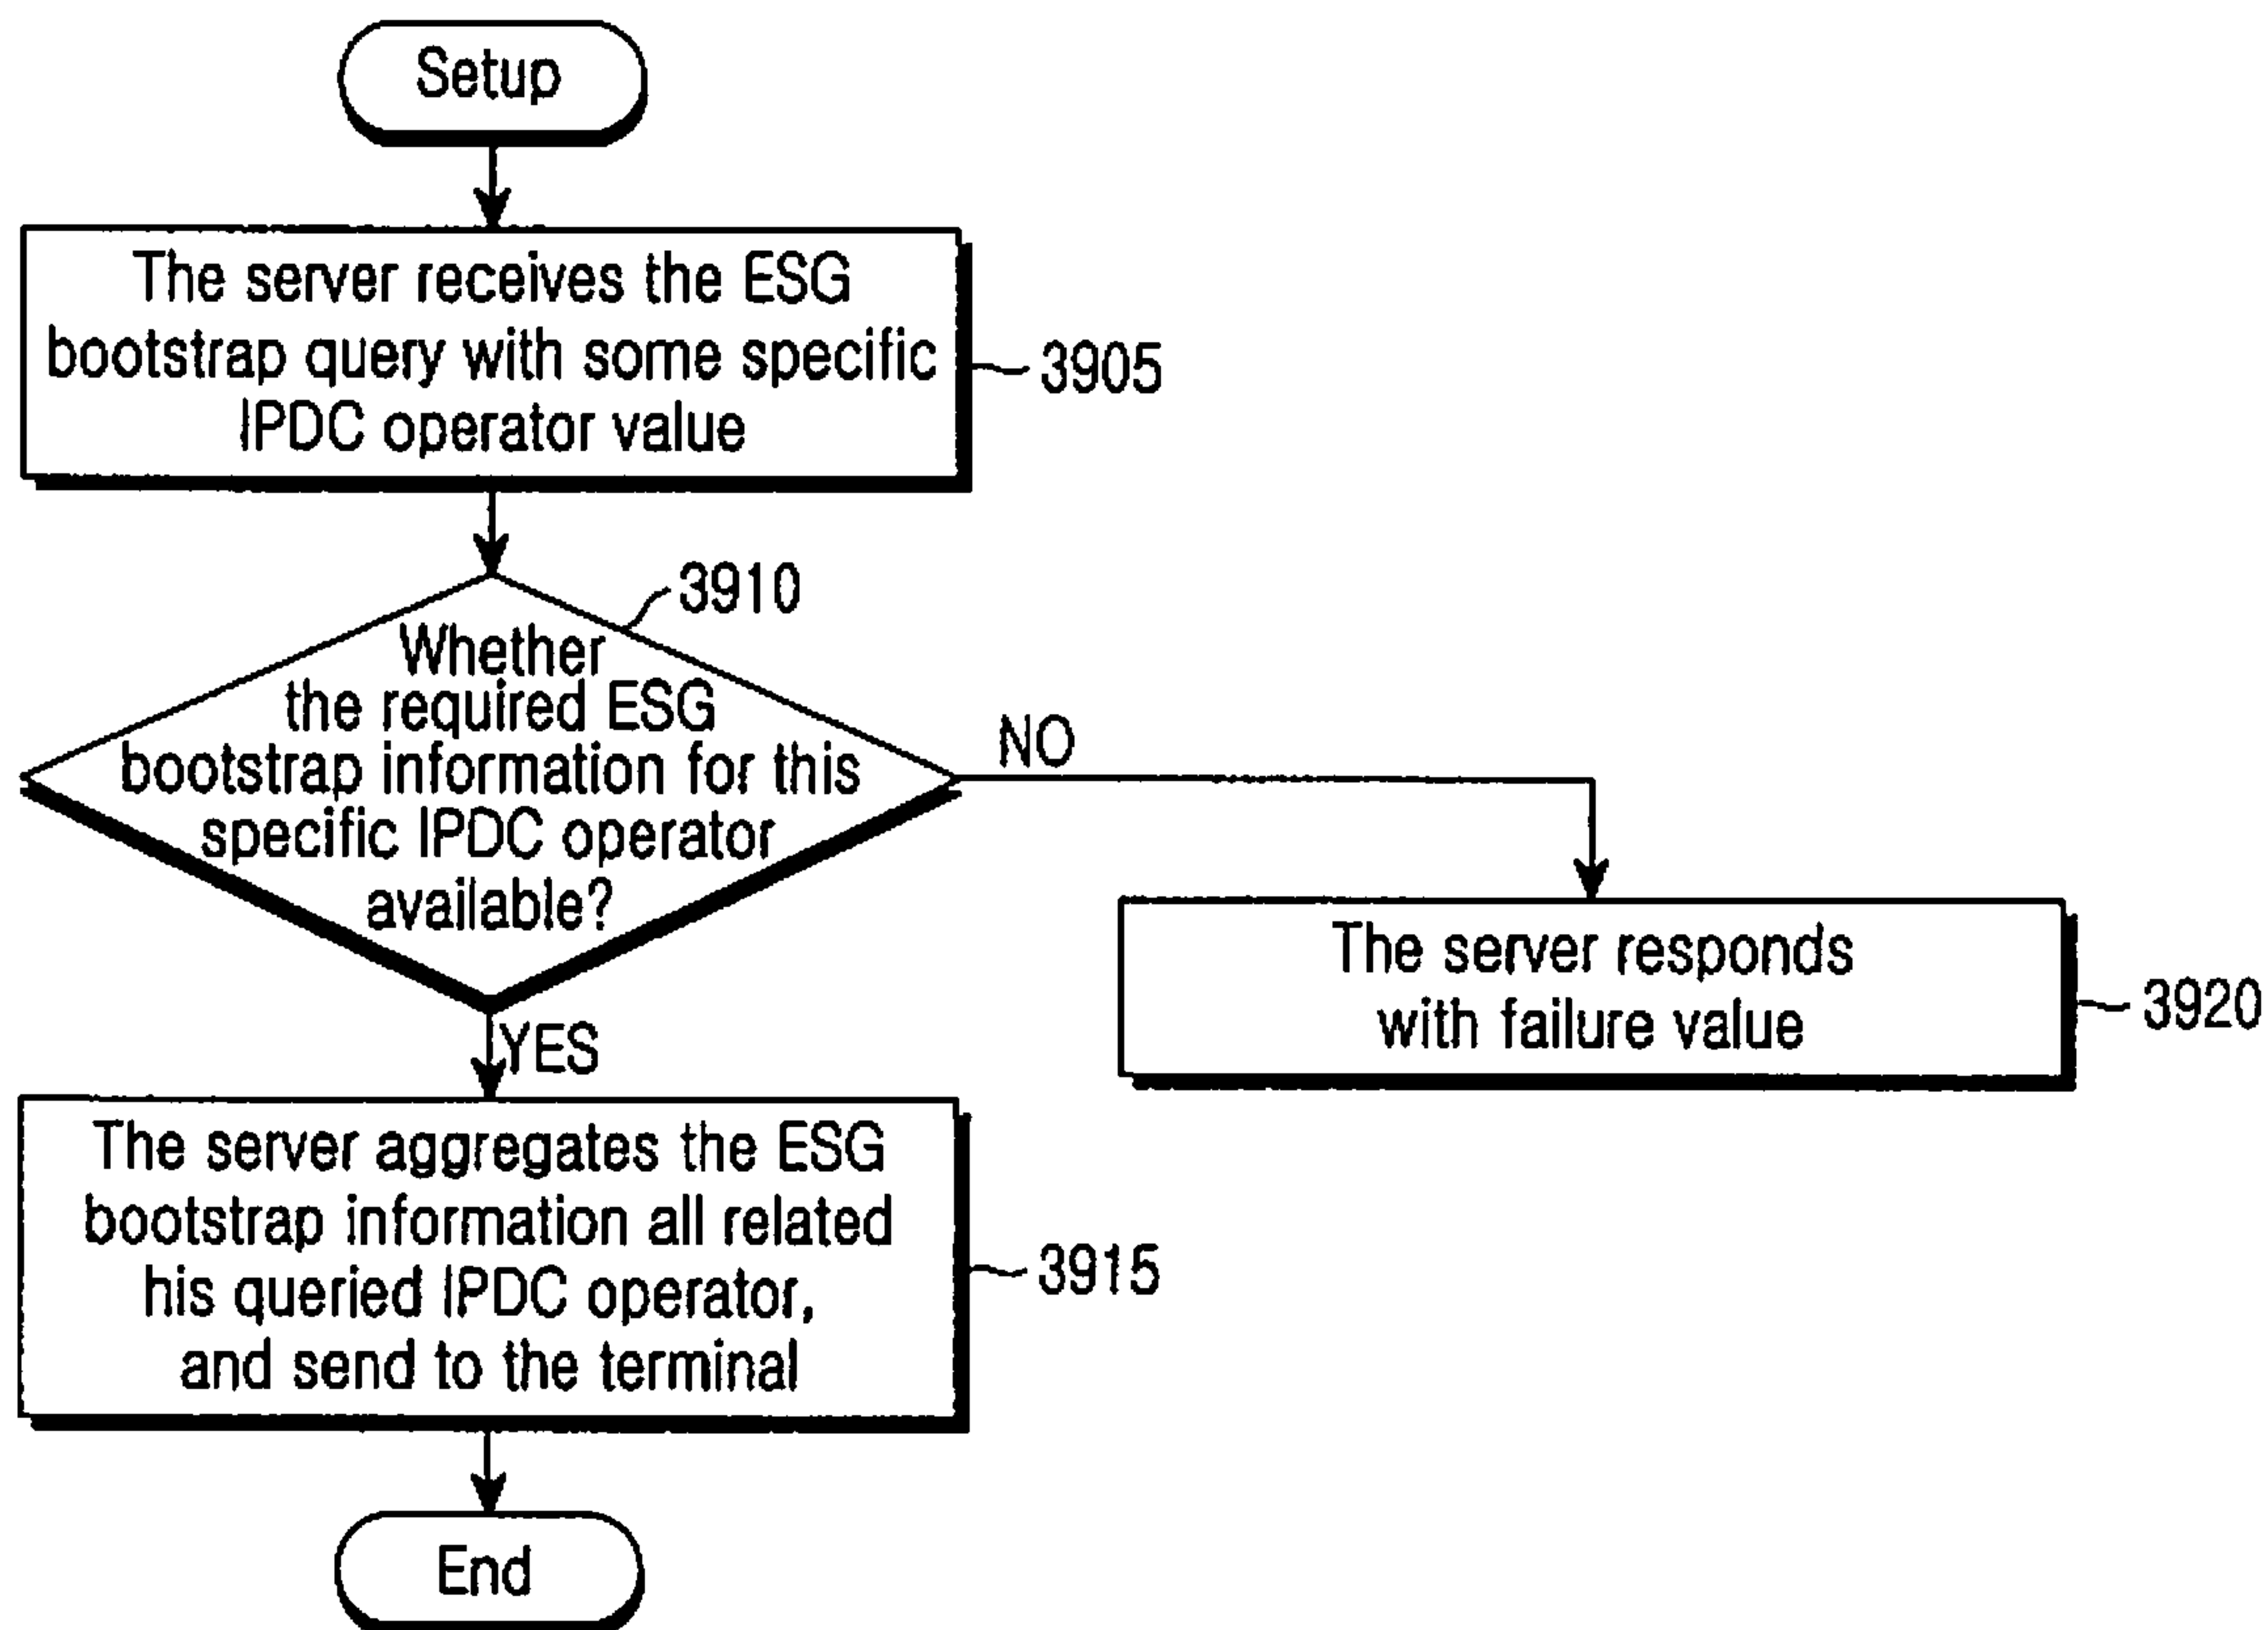 Setup
The server receives the ESG
bootstrap query with some specific
IPDC operator value
3905
3910
Whether
the required ESG
bootstrap information for this
specific IPDC operator
available?
NO
YES
The server responds
with failure value
3920
The server aggregates the ESG
bootstrap information all related
his queried IPDC operator,
and send to the terminal
3915
End